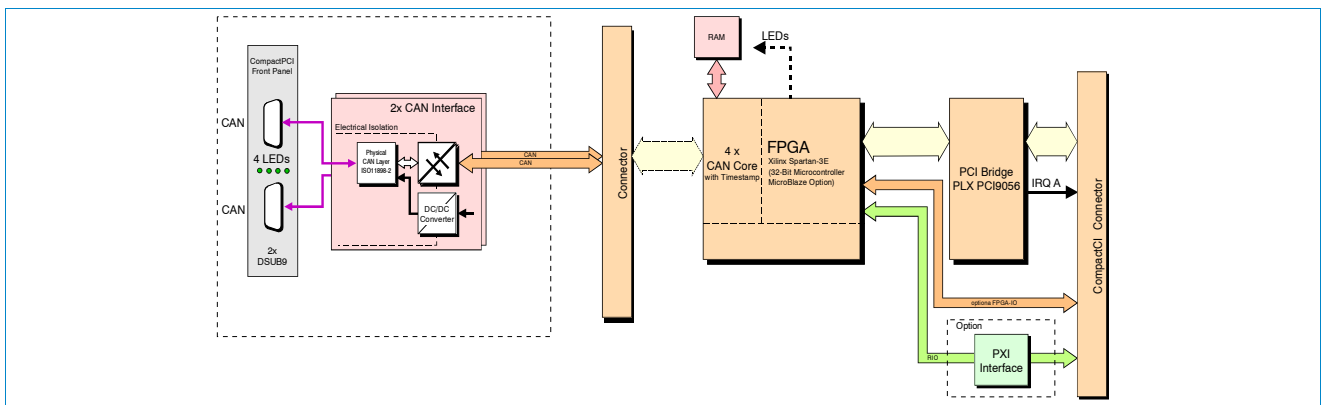 CompactPCI
Front Panel
CAN
4 LEDs
CAN
2x
DSUB9
2x CAN Interface
Electrical Isolation
Physical
CAN Layer
ISO11898-2
DC/DC
Converter
CAN
CAN
Connector
RAM
LEDs
4 x
CAN Core
with Timestamp
FPGA
Xilinx Spartan-3E
(32-Bit Microcontroller
MicroBlaze Option)
PCI Bridge
PLX PCI9056
IRQ A
optiona FPGA-IO
Option
RIO
PXI
Interface
CompactCI Connector